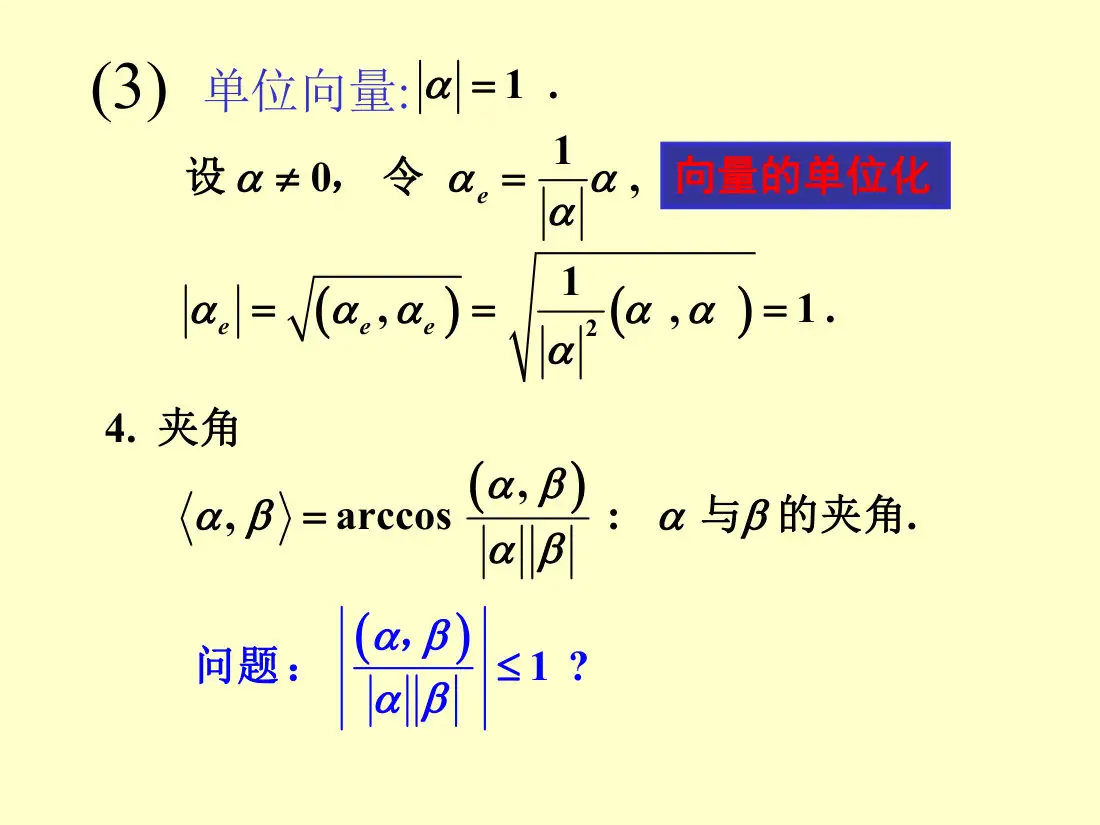 (3) 单位向量: |α| = 1 .
设 α ≠ 0, 令 αₑ = 1/|α| α , 向量的单位化
|αₑ| = √(αₑ, αₑ) = √(1/|α|² (α , α )) = 1 .
4. 夹角
⟨α, β⟩ = arccos (α, β)/|α||β| : α 与β 的夹角.
问题: |(α, β)/|α||β|| ≤ 1 ?